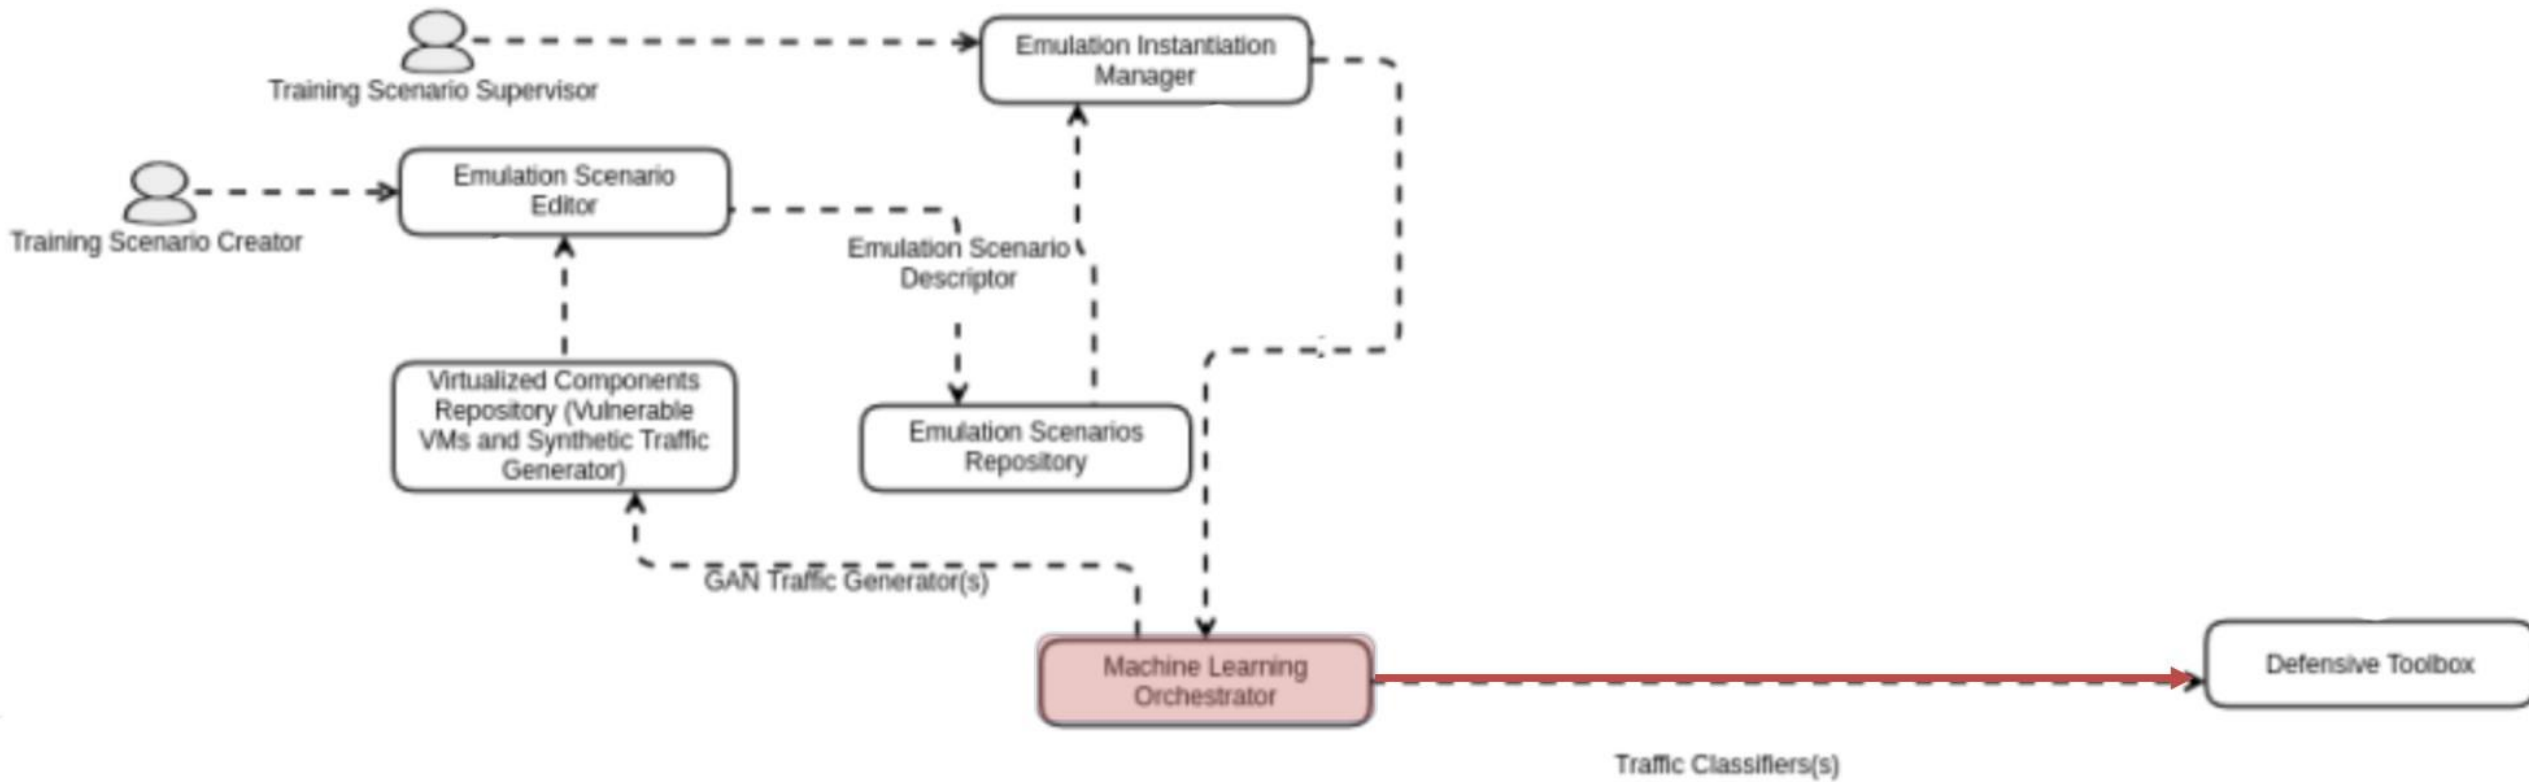 Emulation Instantiation
Manager
Training Scenario Supervisor
Emulation Scenario
Editor
Training Scenario Creator
Emulation Scenario
Descriptor
Virtualized Components
Repository (Vulnerable
VMs and Synthetic Traffic
Generator)
Emulation Scenarios
Repository
GAN Traffic Generator(s)
Machine Learning
Orchestrator
Defensive Toolbox
Traffic Classifiers(s)